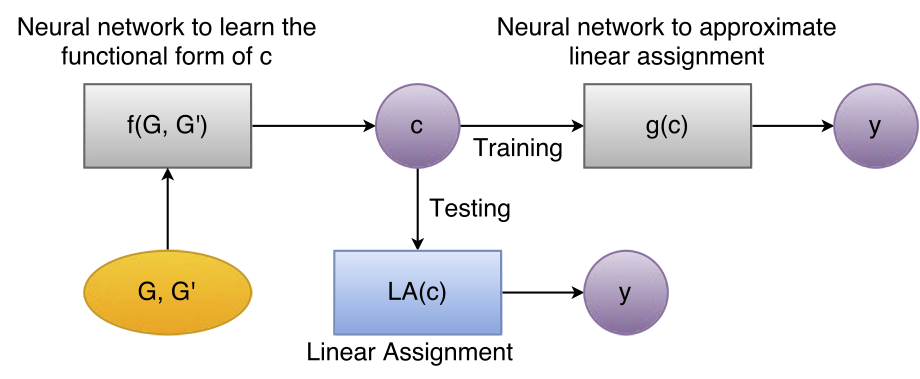 Neural network to learn the
functional form of c
Neural network to approximate
linear assignment
f(G, G')
c
Training
g(c)
y
Testing
G, G'
LA(c)
y
Linear Assignment